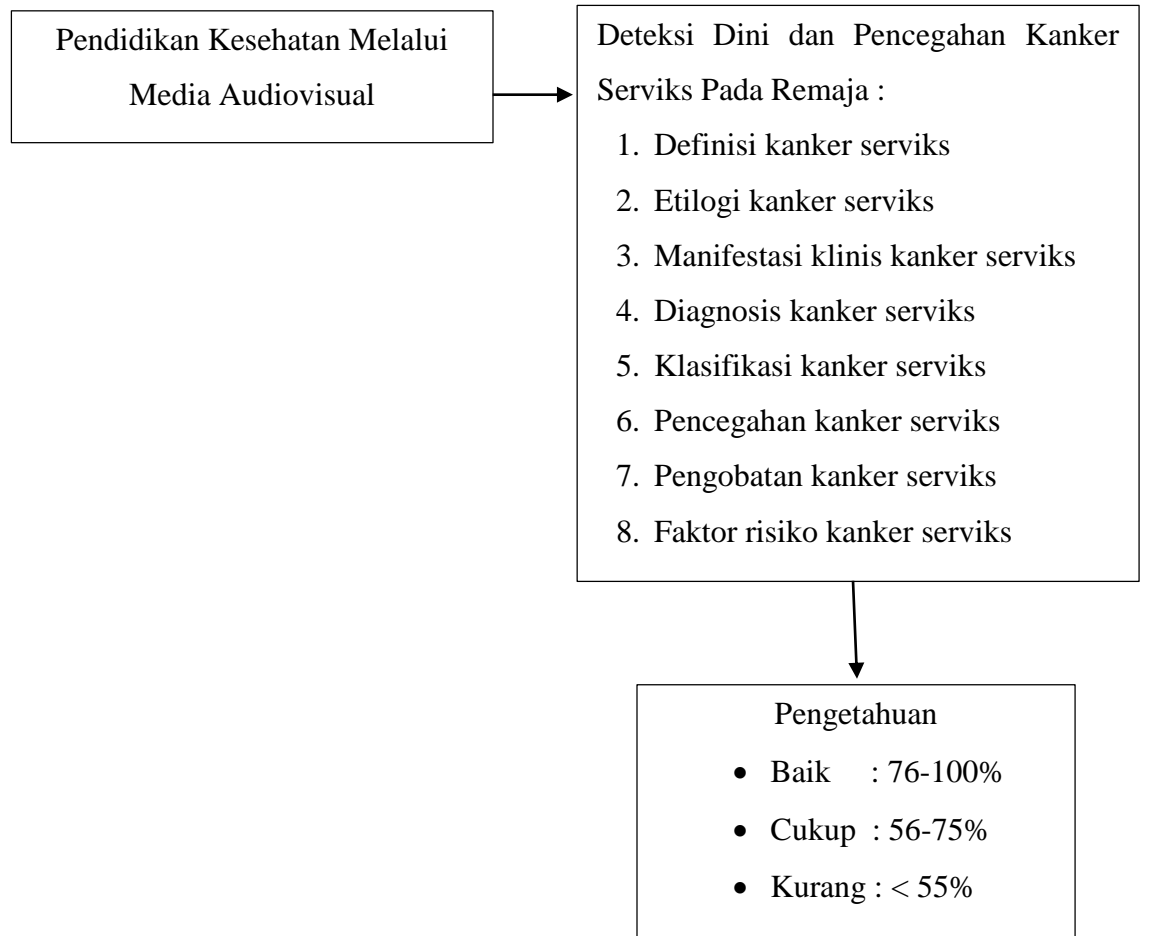 Pendidikan Kesehatan Melalui
Media Audiovisual
Deteksi Dini dan Pencegahan Kanker
Serviks Pada Remaja :
1. Definisi kanker serviks
2. Etilogi kanker serviks
3. Manifestasi klinis kanker serviks
4. Diagnosis kanker serviks
5. Klasifikasi kanker serviks
6. Pencegahan kanker serviks
7. Pengobatan kanker serviks
8. Faktor risiko kanker serviks
Pengetahuan
• Baik : 76-100%
• Cukup : 56-75%
• Kurang : < 55%